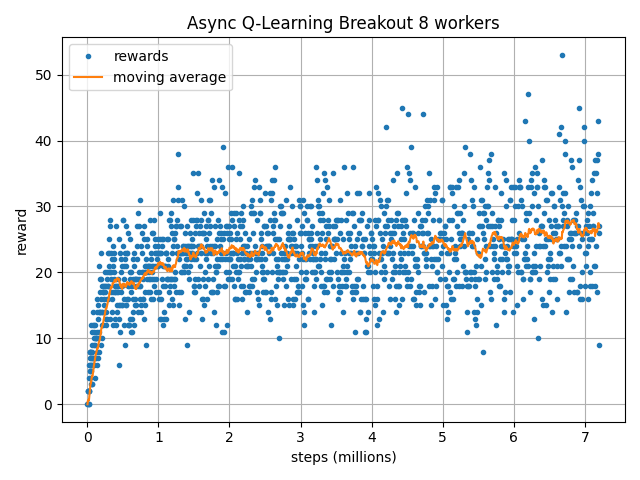 Async Q-Learning Breakout 8 workers
rewards
moving average
50
40
30
20
10
0
reward
0 1 2 3 4 5 6 7
steps (millions)